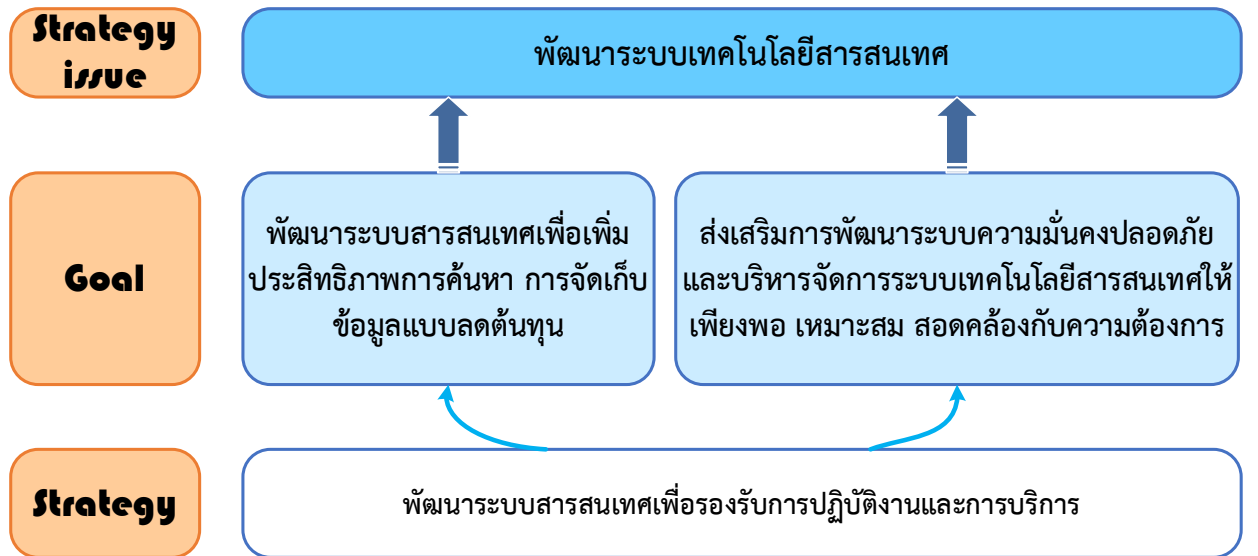 Strategy
issue
พัฒนาระบบเทคโนโลยีสารสนเทศ
Goal
พัฒนาระบบสารสนเทศเพื่อเพิ่ม
ประสิทธิภาพการค้นหา การจัดเก็บ
ข้อมูลแบบลดต้นทุน
ส่งเสริมการพัฒนาระบบความมั่นคงปลอดภัย
และบริหารจัดการระบบเทคโนโลยีสารสนเทศให้
เพียงพอ เหมาะสม สอดคล้องกับความต้องการ
Strategy
พัฒนาระบบสารสนเทศเพื่อรองรับการปฏิบัติงานและการบริการ